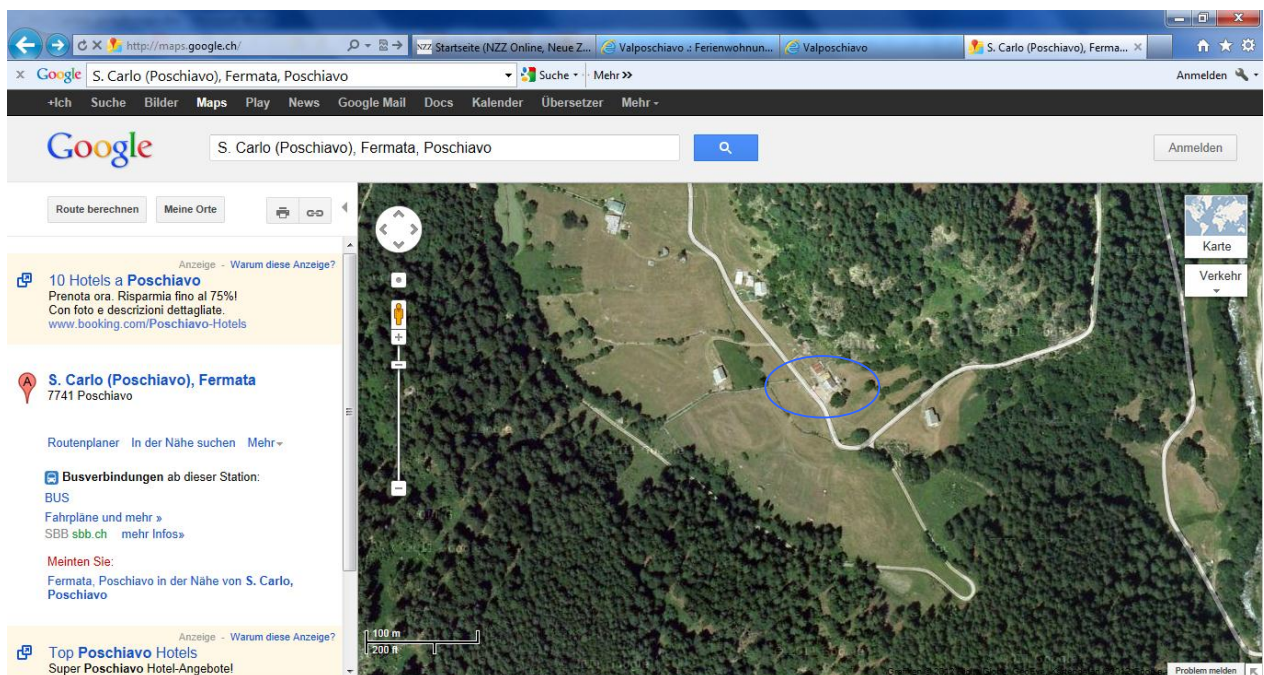 http://maps.google.ch/
NZZ Startseite (NZZ Online, Neue Z...
Valposchiavo .: Ferienwohnun...
Valposchiavo
S. Carlo (Poschiavo), Ferma...
Google S. Carlo (Poschiavo), Fermata, Poschiavo Suche Mehr >> Anmelden
+Ich Suche Bilder Maps Play News Google Mail Docs Kalender Übersetzer Mehr
Google S. Carlo (Poschiavo), Fermata, Poschiavo Anmelden
Route berechnen Meine Orte
Anzeige - Warum diese Anzeige?
10 Hotels a Poschiavo
Prenota ora. Risparmia fino al 75%!
Con foto e descrizioni dettagliate.
www.booking.com/Poschiavo-Hotels
A S. Carlo (Poschiavo), Fermata
7741 Poschiavo
Routenplaner In der Nähe suchen Mehr
Busverbindungen ab dieser Station:
BUS
Fahrpläne und mehr »
SBB sbb.ch mehr Infos»
Meinten Sie:
Fermata, Poschiavo in der Nähe von S. Carlo,
Poschiavo
Anzeige - Warum diese Anzeige?
Top Poschiavo Hotels
Super Poschiavo Hotel-Angebote!
Karte
Verkehr
100 m
200 ft
Problem melden